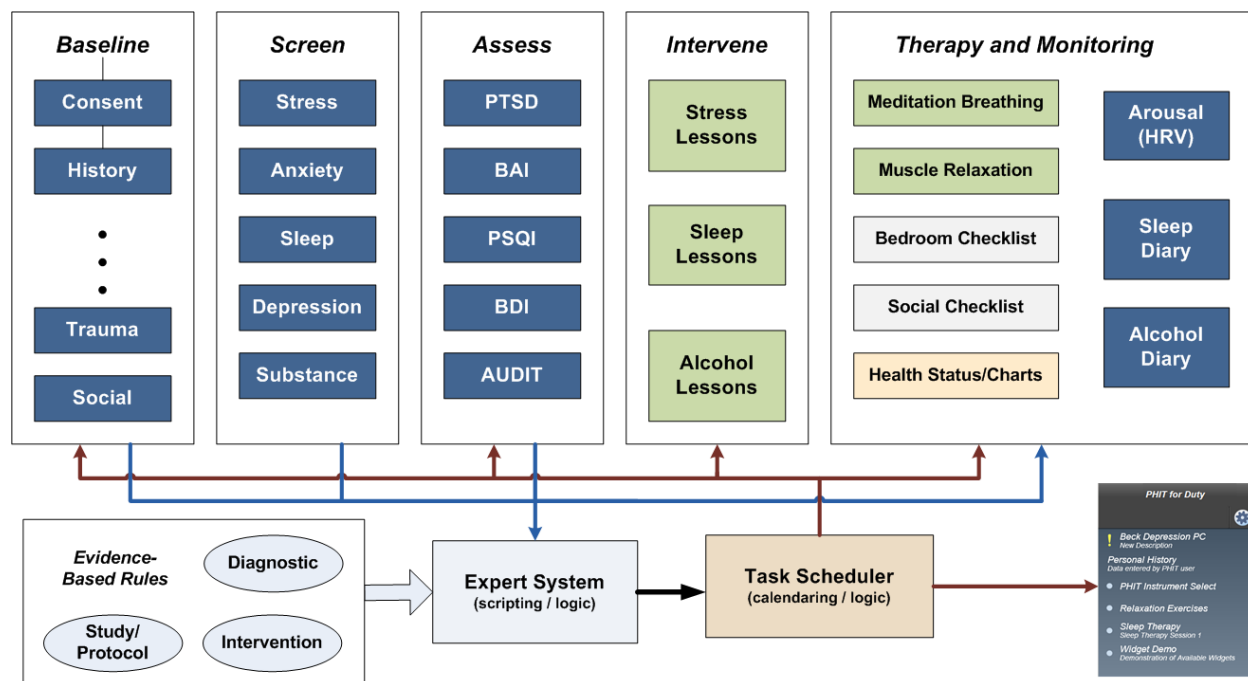 Baseline
Consent
History
Trauma
Social
Screen
Stress
Anxiety
Sleep
Depression
Substance
Assess
PTSD
BAI
PSQI
BDI
AUDIT
Intervene
Stress
Lessons
Sleep
Lessons
Alcohol
Lessons
Therapy and Monitoring
Meditation Breathing
Muscle Relaxation
Bedroom Checklist
Social Checklist
Health Status/Charts
Arousal
(HRV)
Sleep
Diary
Alcohol
Diary
Evidence-
Based Rules
Diagnostic
Study/
Protocol
Intervention
Expert System
(scripting / logic)
Task Scheduler
(calendaring / logic)
PHIT for Duty
! Beck Depression PC
New Description
Personal History
Data entered by PHIT user
PHIT Instrument Select
Relaxation Exercises
Sleep Therapy
Sleep Therapy Session 1
Widget Demo
Demonstration of Available Widgets